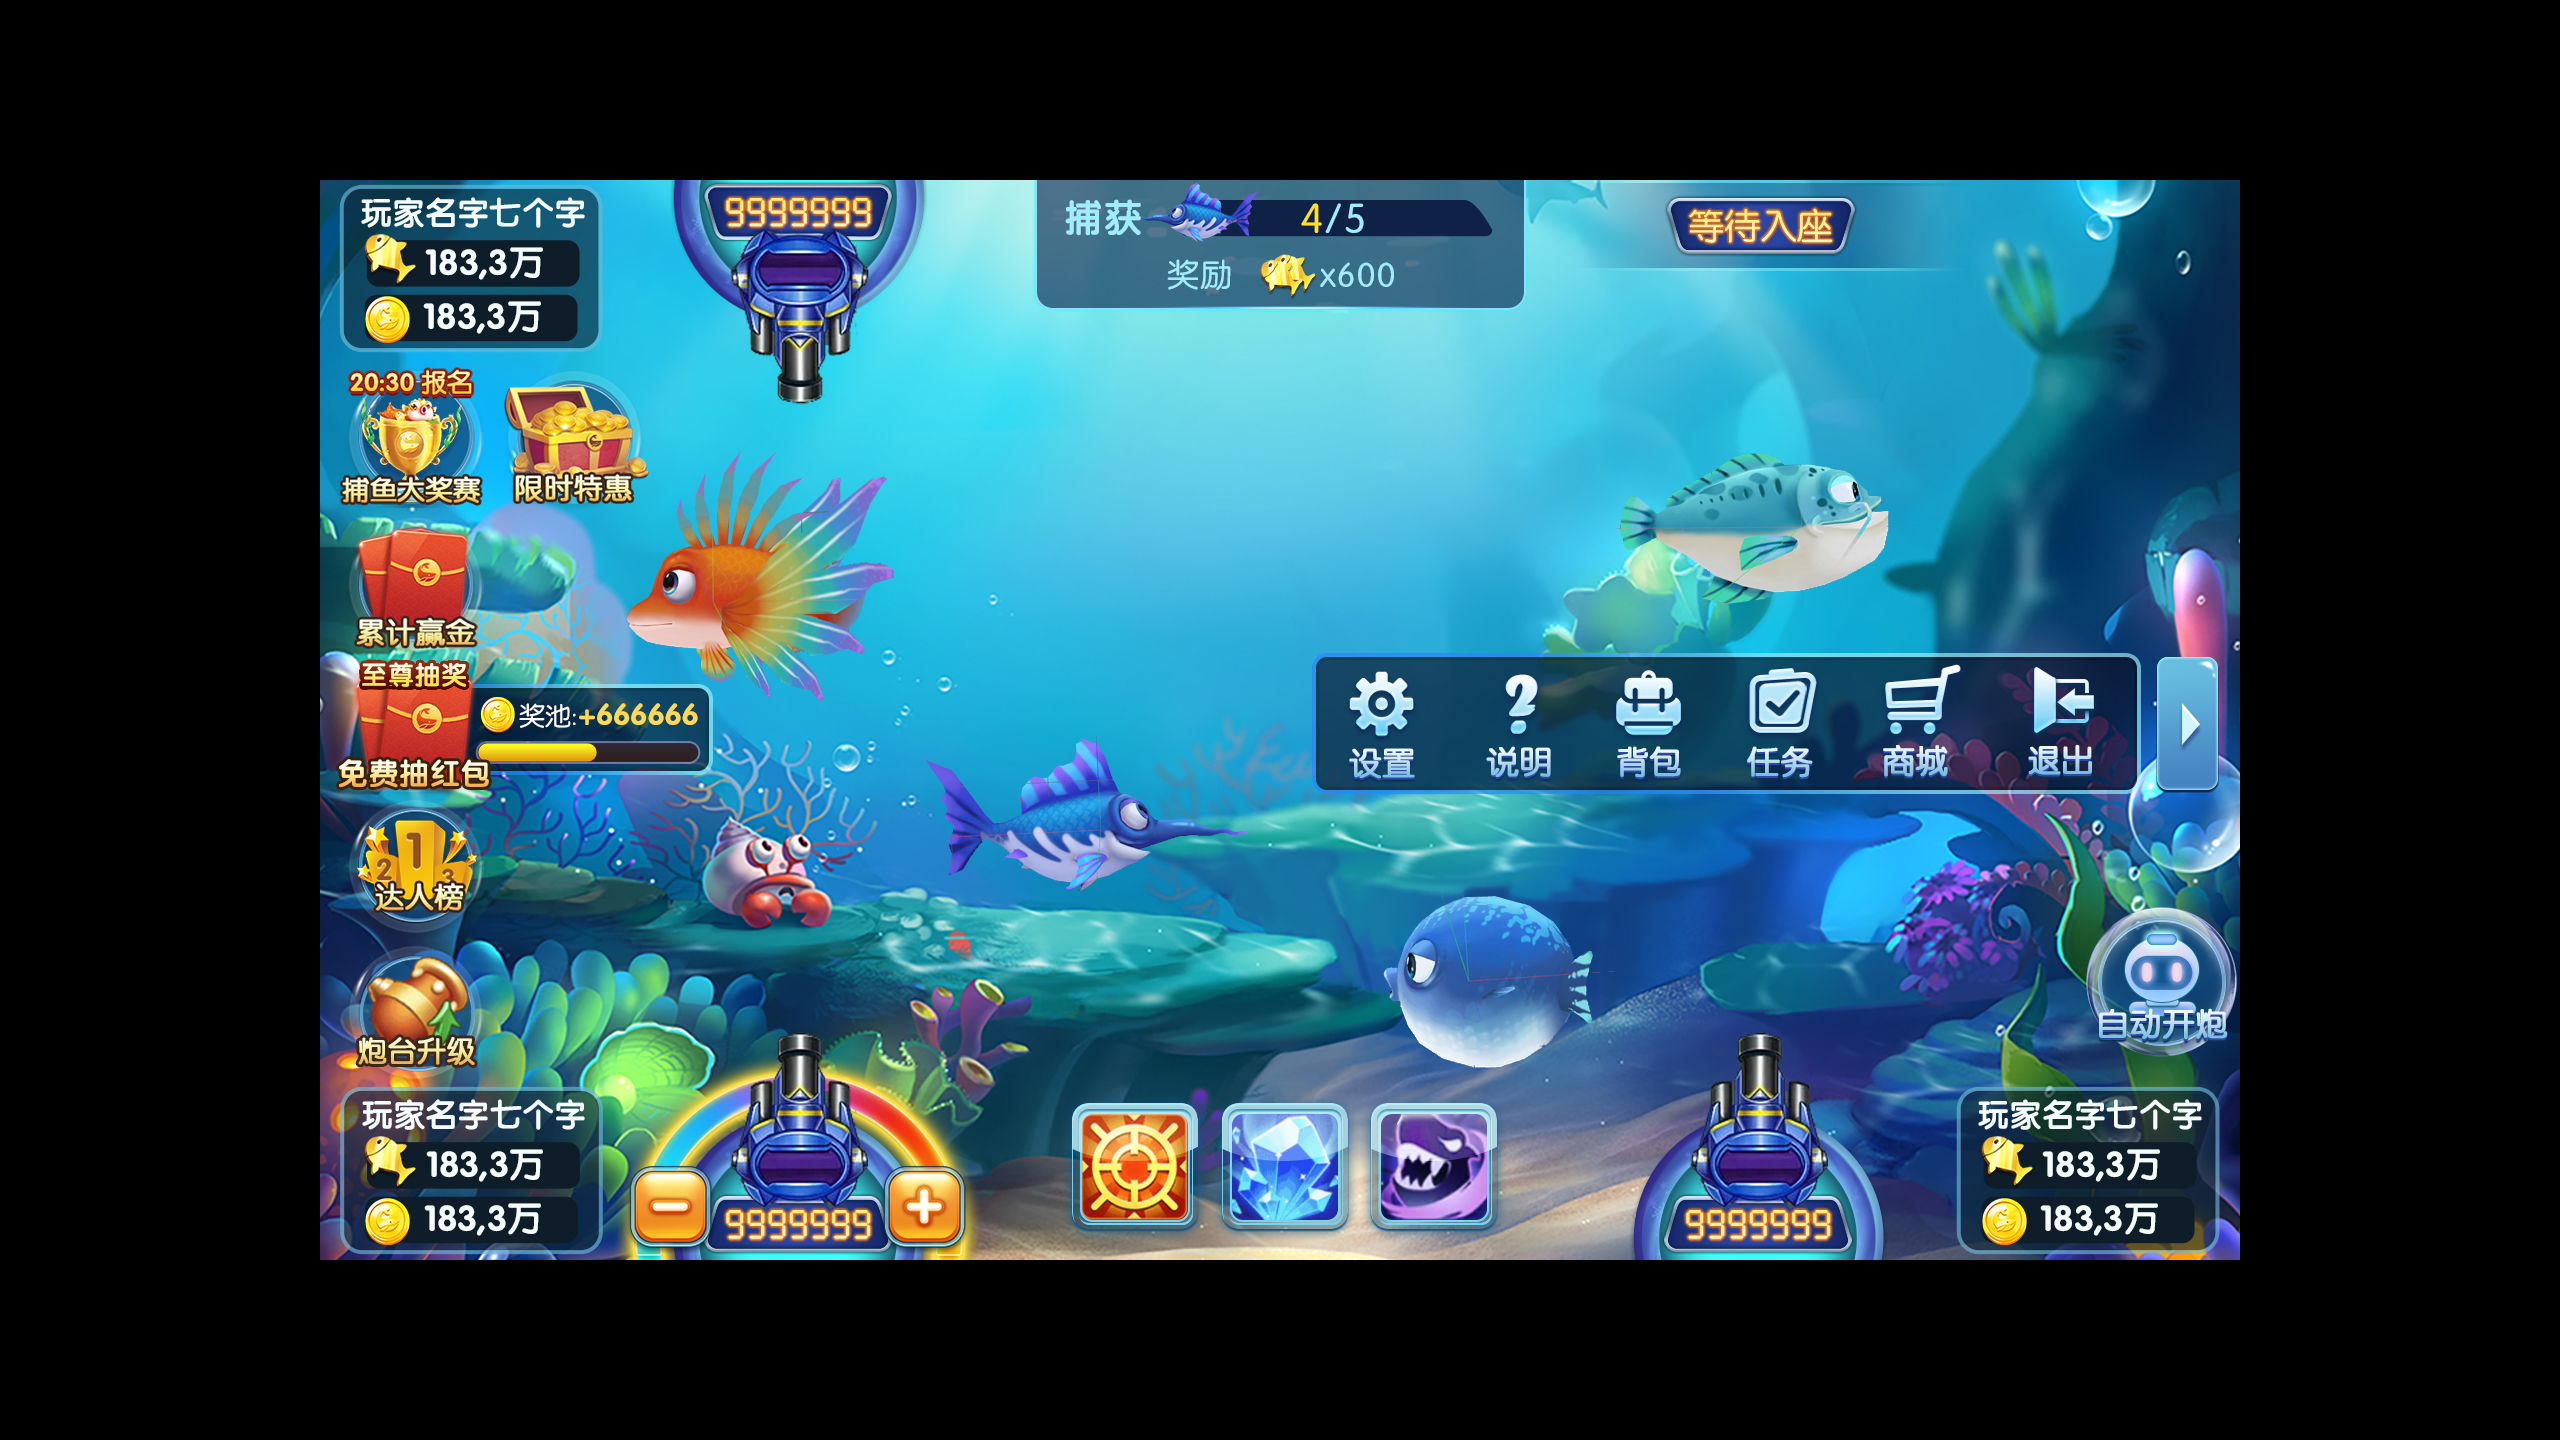 玩家名字七个字
183,3万
183,3万
9999999
捕获 4/5
奖励 x600
等待入座
20:30 报名
捕鱼大奖赛
限时特惠
累计赢金
至尊抽奖
奖池:+666666
免费抽红包
设置
说明
背包
任务
商城
退出
1
2
3
达人榜
炮台升级
自动开炮
玩家名字七个字
183,3万
183,3万
9999999
9999999
玩家名字七个字
183,3万
183,3万